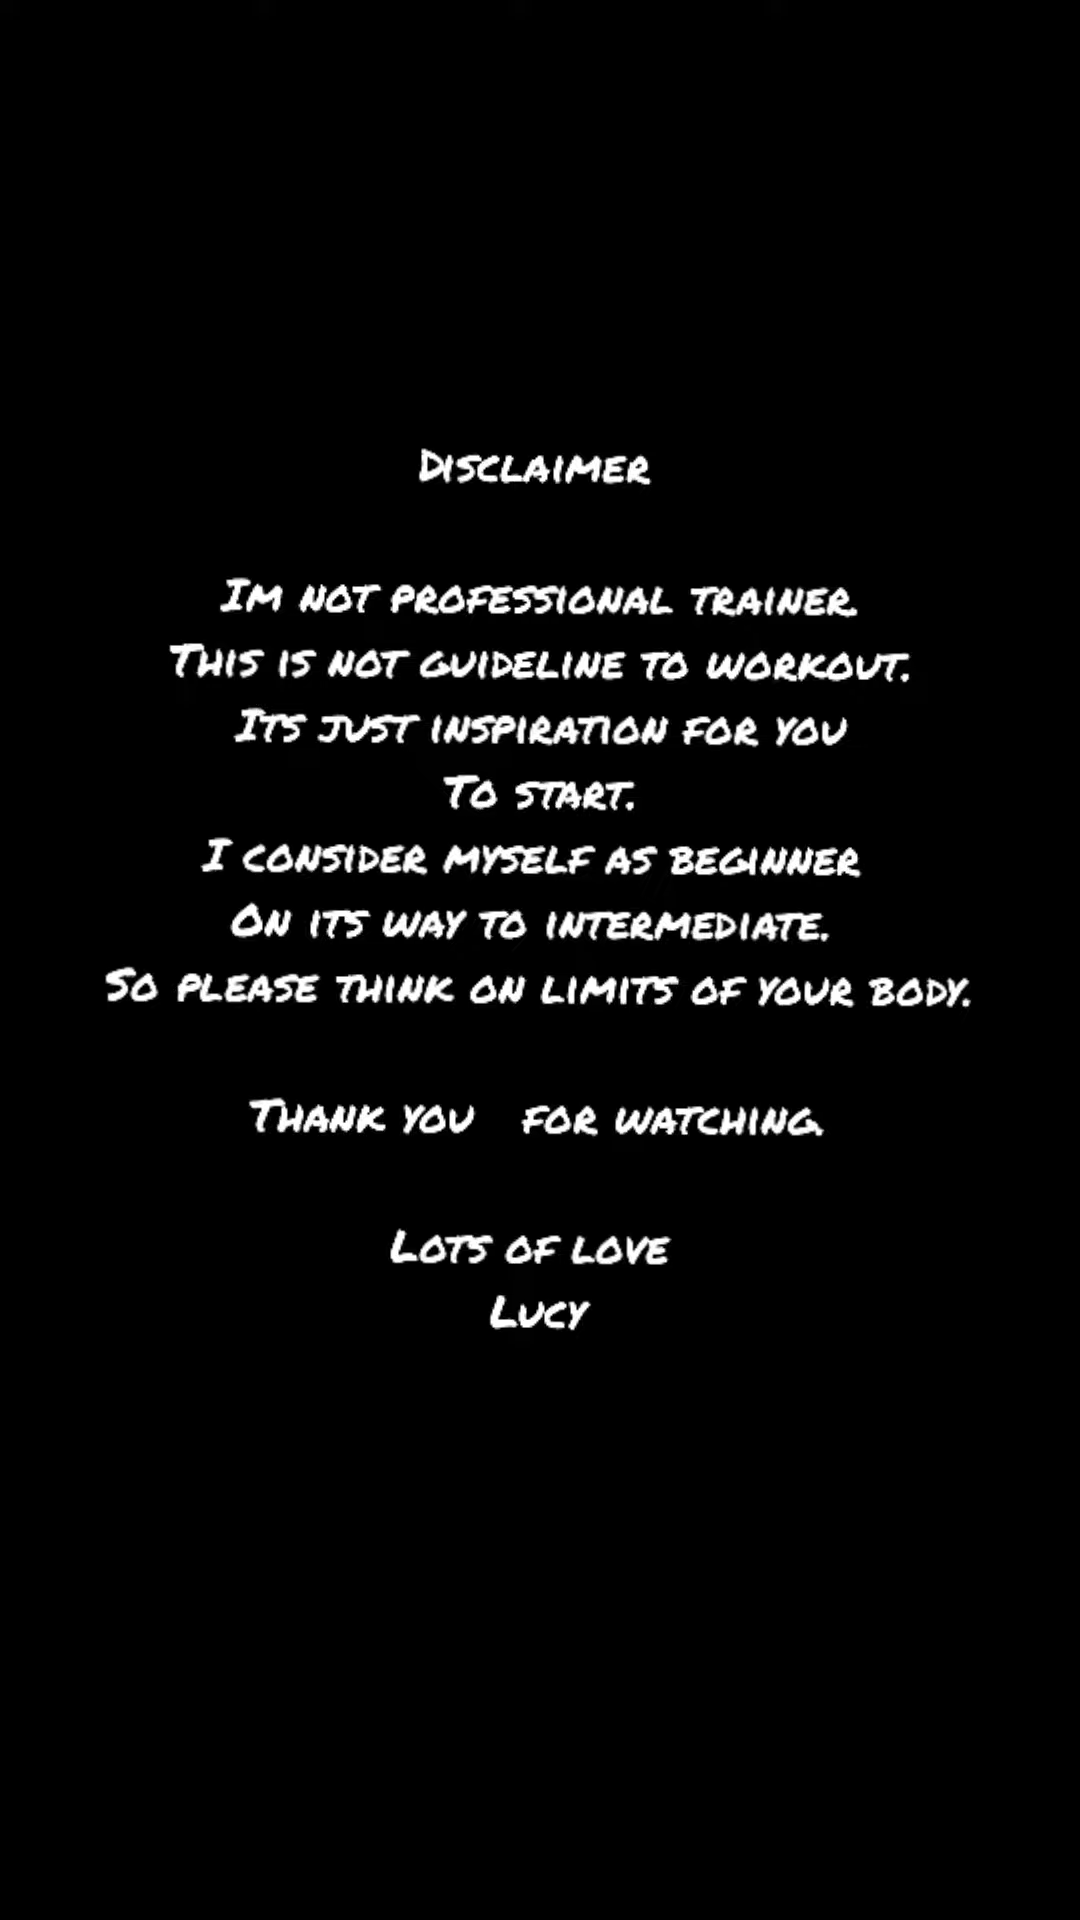 Disclaimer
Im not professional trainer.
This is not guideline to workout.
Its just inspiration for you
To start.
I consider myself as beginner
On its way to intermediate.
So please think on limits of your body.
Thank you for watching.
Lots of love
Lucy